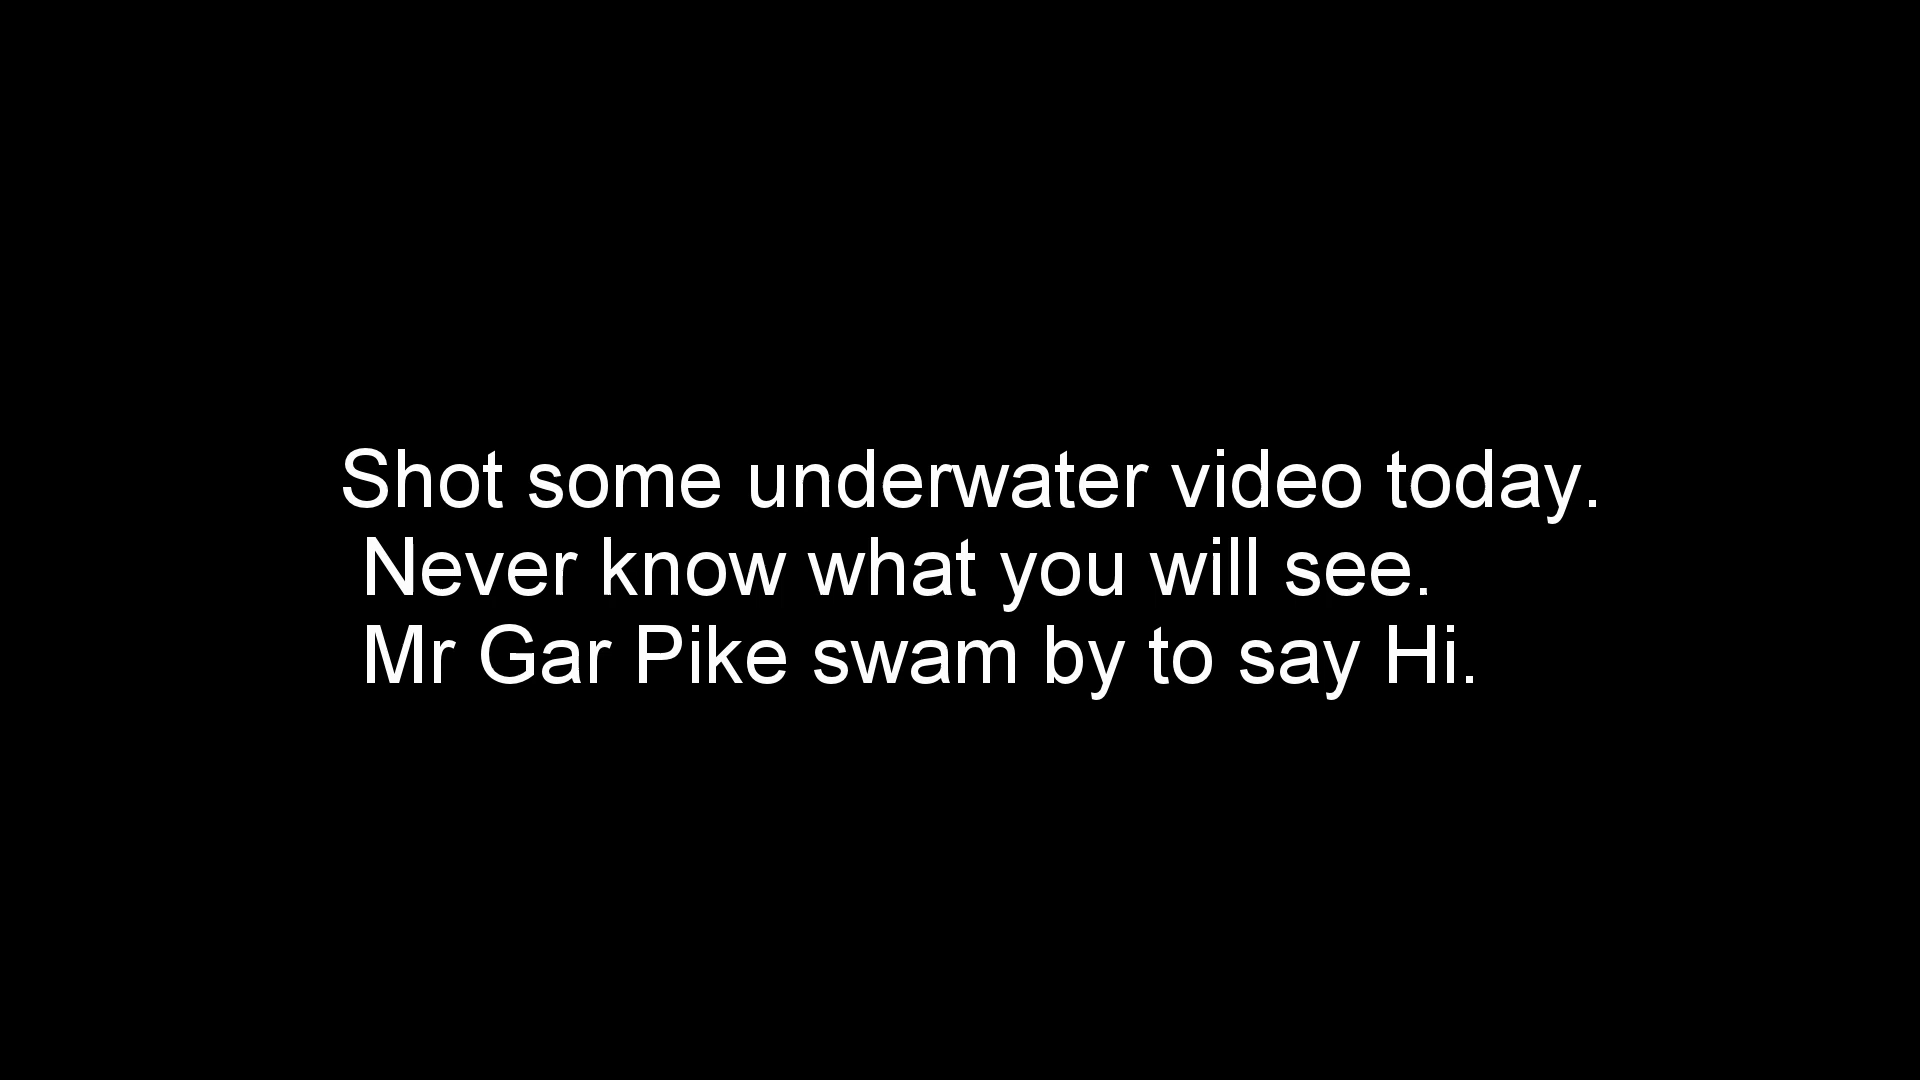 Shot some underwater video today.
Never know what you will see.
Mr Gar Pike swam by to say Hi.